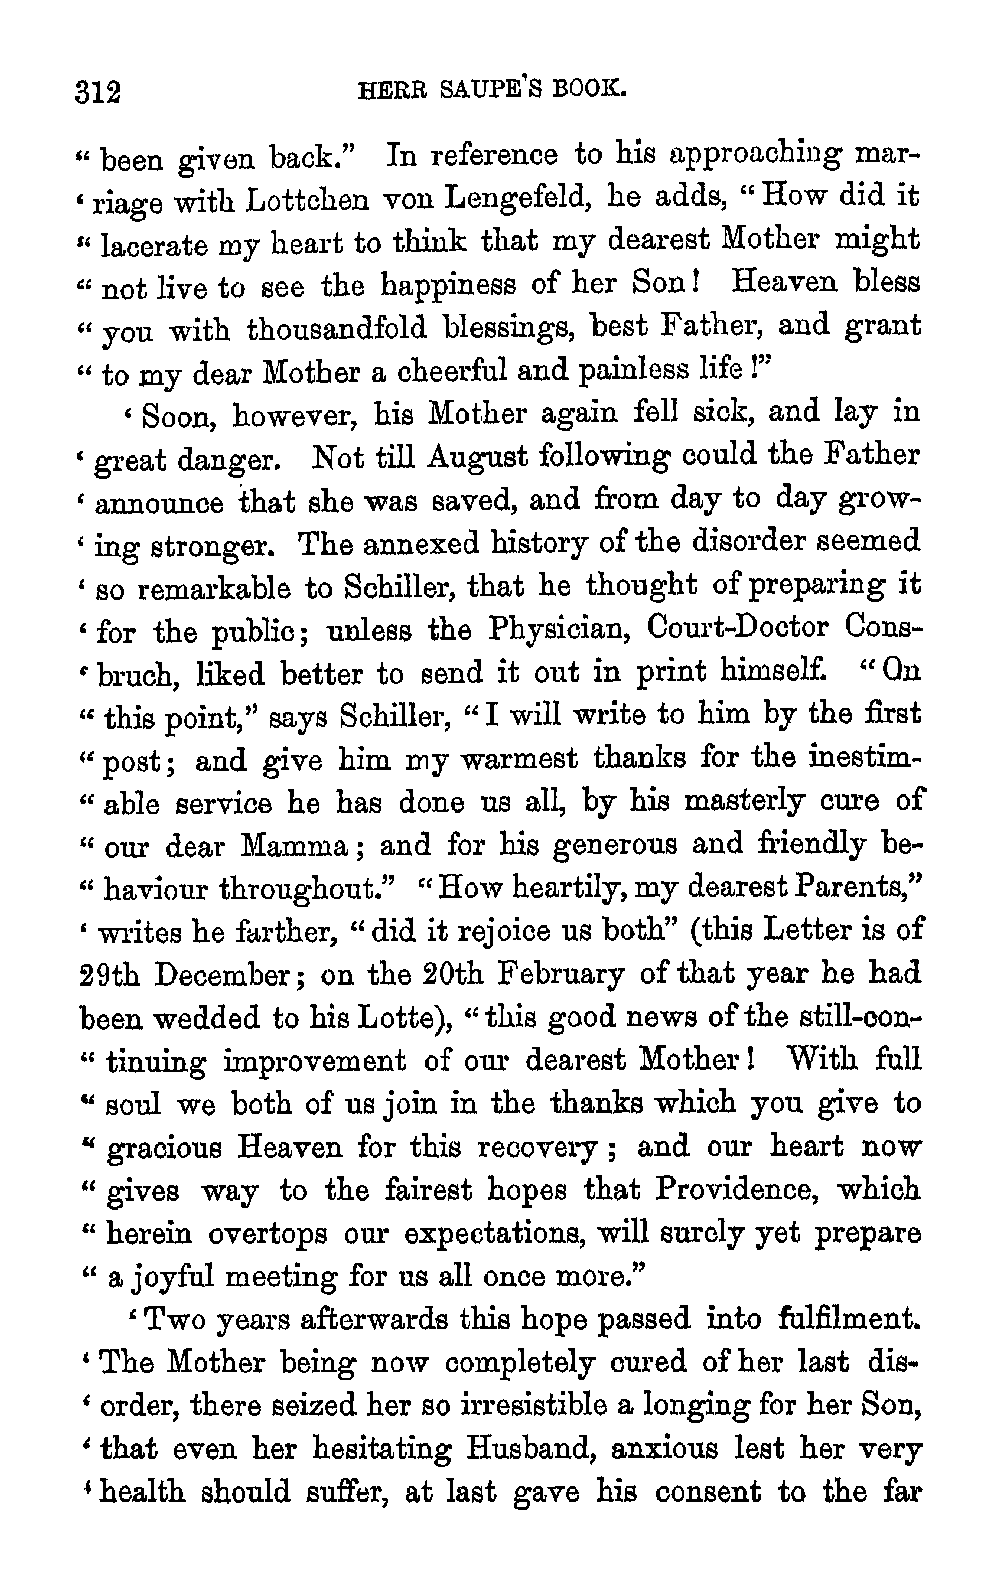 312 HERR SAUPE'S BOOK.
“ been given back.” In reference to his approaching mar-
‘ riage with Lottchen von Lengefeld, he adds, “ How did it
“ lacerate my heart to think that my dearest Mother might
“ not live to see the happiness of her Son! Heaven bless
“ you with thousandfold blessings, best Father, and grant
“ to my dear Mother a cheerful and painless life!”
‘ Soon, however, his Mother again fell sick, and lay in
‘ great danger. Not till August following could the Father
‘ announce that she was saved, and from day to day grow-
‘ ing stronger. The annexed history of the disorder seemed
‘ so remarkable to Schiller, that he thought of preparing it
‘ for the public; unless the Physician, Court-Doctor Cons-
‘ bruch, liked better to send it out in print himself. “ On
“ this point,” says Schiller, “ I will write to him by the first
“ post; and give him my warmest thanks for the inestim-
“ able service he has done us all, by his masterly cure of
“ our dear Mamma; and for his generous and friendly be-
“ haviour throughout.” “ How heartily, my dearest Parents,”
‘ writes he farther, “ did it rejoice us both” (this Letter is of
29th December; on the 20th February of that year he had
been wedded to his Lotte), “ this good news of the still-con-
“ tinuing improvement of our dearest Mother! With full
“ soul we both of us join in the thanks which you give to
“ gracious Heaven for this recovery; and our heart now
“ gives way to the fairest hopes that Providence, which
“ herein overtops our expectations, will surely yet prepare
“ a joyful meeting for us all once more.”
‘ Two years afterwards this hope passed into fulfilment.
‘ The Mother being now completely cured of her last dis-
‘ order, there seized her so irresistible a longing for her Son,
‘ that even her hesitating Husband, anxious lest her very
‘ health should suffer, at last gave his consent to the far